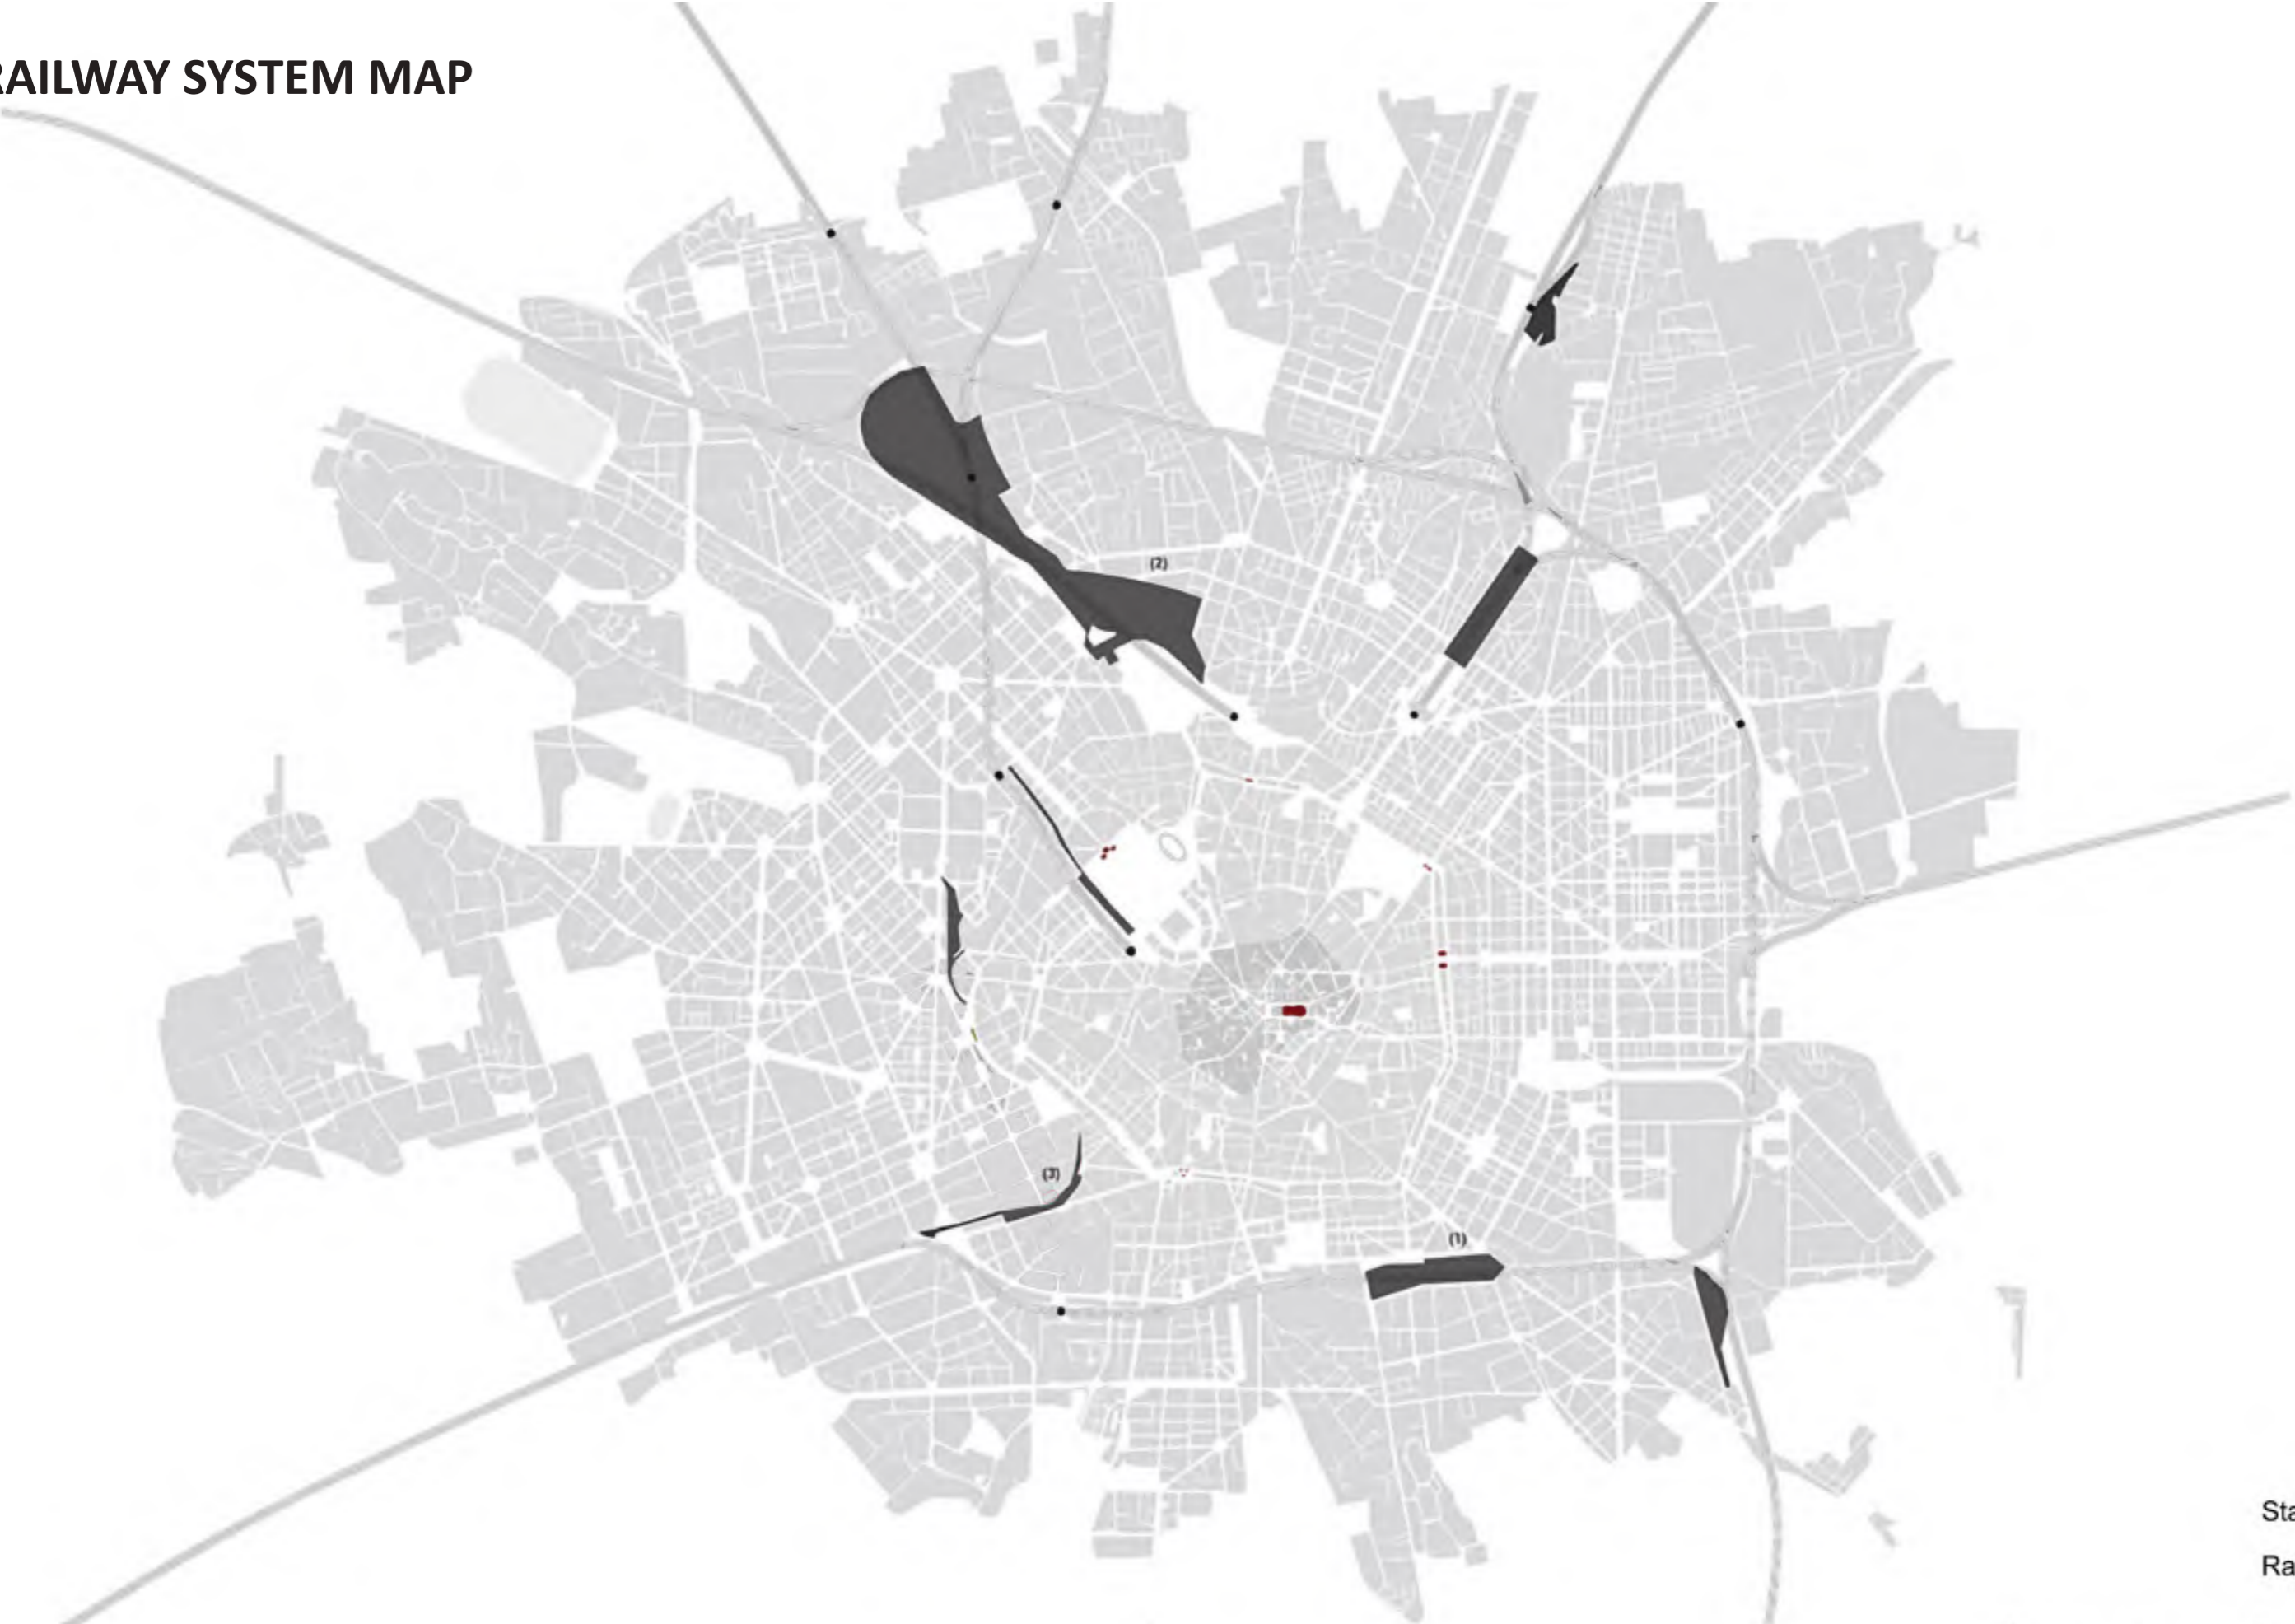 RAILWAY SYSTEM MAP
(2)
(3)
(1)
Sta
Ra